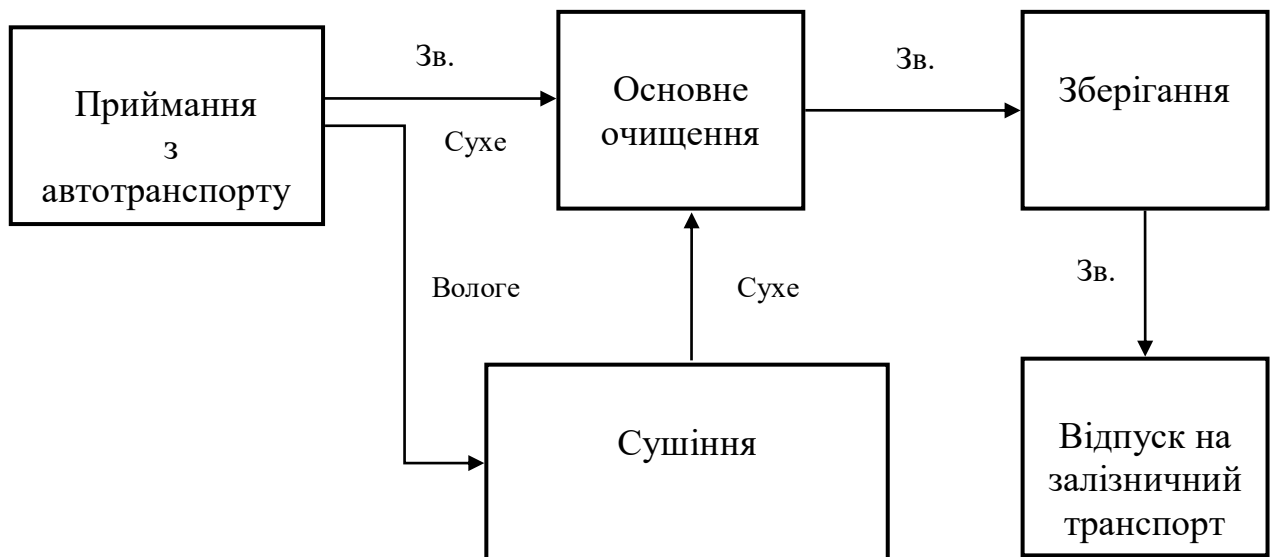 Приймання
з
автотранспорту
Зв.
Сухе
Основне
очищення
Зв.
Зберігання
Вологе
Сухе
Зв.
Сушіння
Відпуск на
залізничний
транспорт